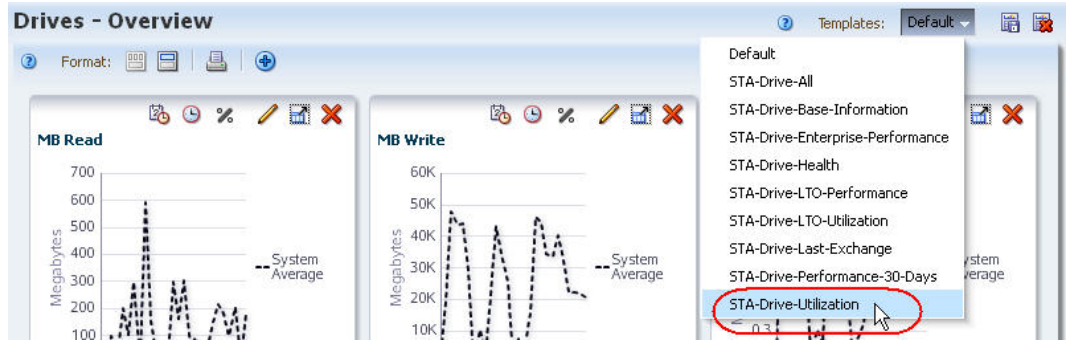 Drives - Overview
Templates: Default
Format:
Default
STA-Drive-All
STA-Drive-Base-Information
STA-Drive-Enterprise-Performance
STA-Drive-Health
STA-Drive-LTO-Performance
STA-Drive-LTO-Utilization
STA-Drive-Last-Exchange
STA-Drive-Performance-30-Days
STA-Drive-Utilization
MB Read
700
600
500
400
300
200
100
Megabytes
System
Average
MB Write
60K
50K
40K
30K
20K
10K
Megabytes
System
Average
ystem
verage
0.3